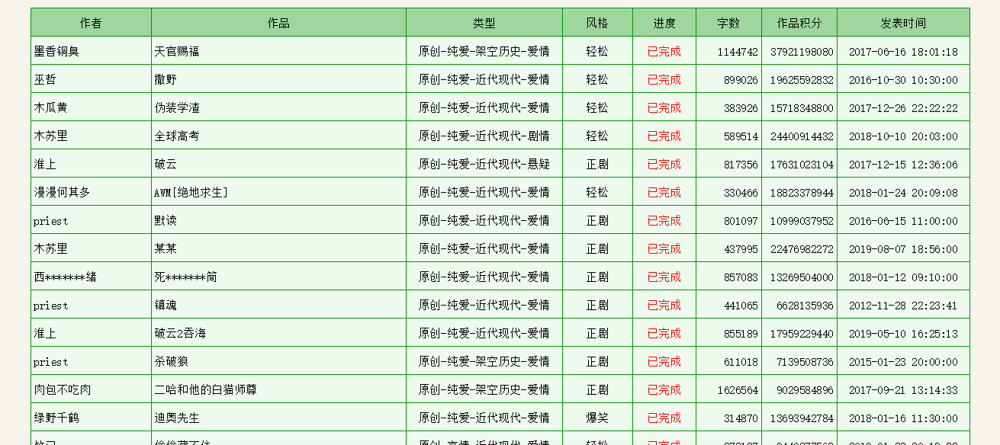 作者 作品 类型 风格 进度 字数 作品积分 发表时间
墨香铜臭 天官赐福 原创-纯爱-架空历史-爱情 轻松 已完成 1144742 37921198080 2017-06-16 18:01:18
巫哲 撒野 原创-纯爱-近代现代-爱情 轻松 已完成 899026 19625592832 2016-10-30 10:30:00
木瓜黄 伪装学渣 原创-纯爱-近代现代-爱情 轻松 已完成 383926 15718348800 2017-12-26 22:22:22
木苏里 全球高考 原创-纯爱-近代现代-剧情 轻松 已完成 589514 24400914432 2018-10-10 20:03:00
淮上 破云 原创-纯爱-近代现代-悬疑 正剧 已完成 817356 17631023104 2017-12-15 12:36:06
漫漫何其多 AWM[绝地求生] 原创-纯爱-近代现代-爱情 轻松 已完成 330466 18823378944 2018-01-24 20:09:08
priest 默读 原创-纯爱-近代现代-爱情 正剧 已完成 801097 10999037952 2016-06-15 11:00:00
木苏里 某某 原创-纯爱-近代现代-爱情 正剧 已完成 437995 22476982272 2019-08-07 18:56:00
西*******绪 死*******筒 原创-纯爱-近代现代-爱情 正剧 已完成 857083 13269504000 2018-01-12 09:10:00
priest 镇魂 原创-纯爱-近代现代-爱情 正剧 已完成 441065 6628135936 2012-11-28 22:23:41
淮上 破云2吞海 原创-纯爱-近代现代-爱情 正剧 已完成 855189 17959229440 2019-05-10 16:25:13
priest 杀破狼 原创-纯爱-架空历史-爱情 正剧 已完成 611018 7139508736 2015-01-23 20:00:00
肉包不吃肉 二哈和他的白猫师尊 原创-纯爱-架空历史-爱情 正剧 已完成 1626564 9029584896 2017-09-21 13:14:33
绿野千鹤 迪奥先生 原创-纯爱-近代现代-爱情 爆笑 已完成 314870 13693942784 2018-01-16 11:30:00